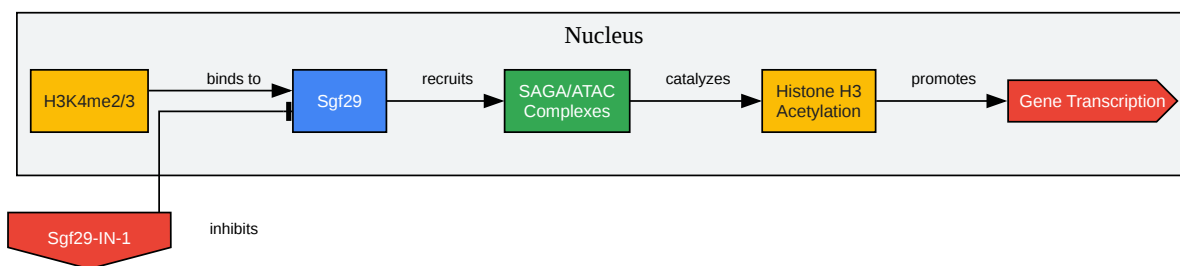 Nucleus
H3K4me2/3
binds to
Sgf29
recruits
SAGA/ATAC
Complexes
catalyzes
Histone H3
Acetylation
promotes
Gene Transcription
Sgf29-IN-1
inhibits